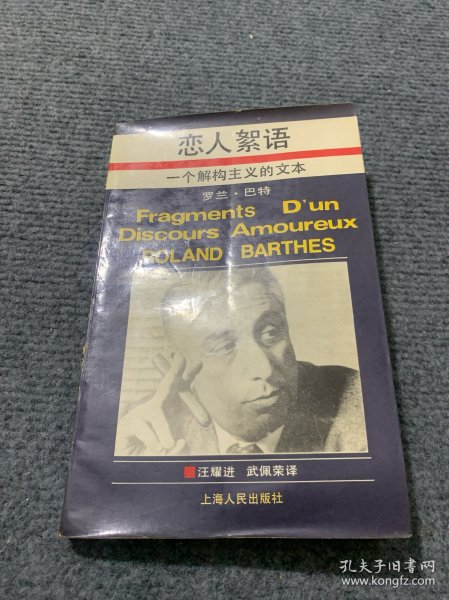 恋人絮语
一个解构主义的文本
罗兰·巴特
Fragments D'un
Discours Amoureux
ROLAND BARTHES
汪耀进 武佩荣译
上海人民出版社
孔夫子旧书网
www.kongfz.com